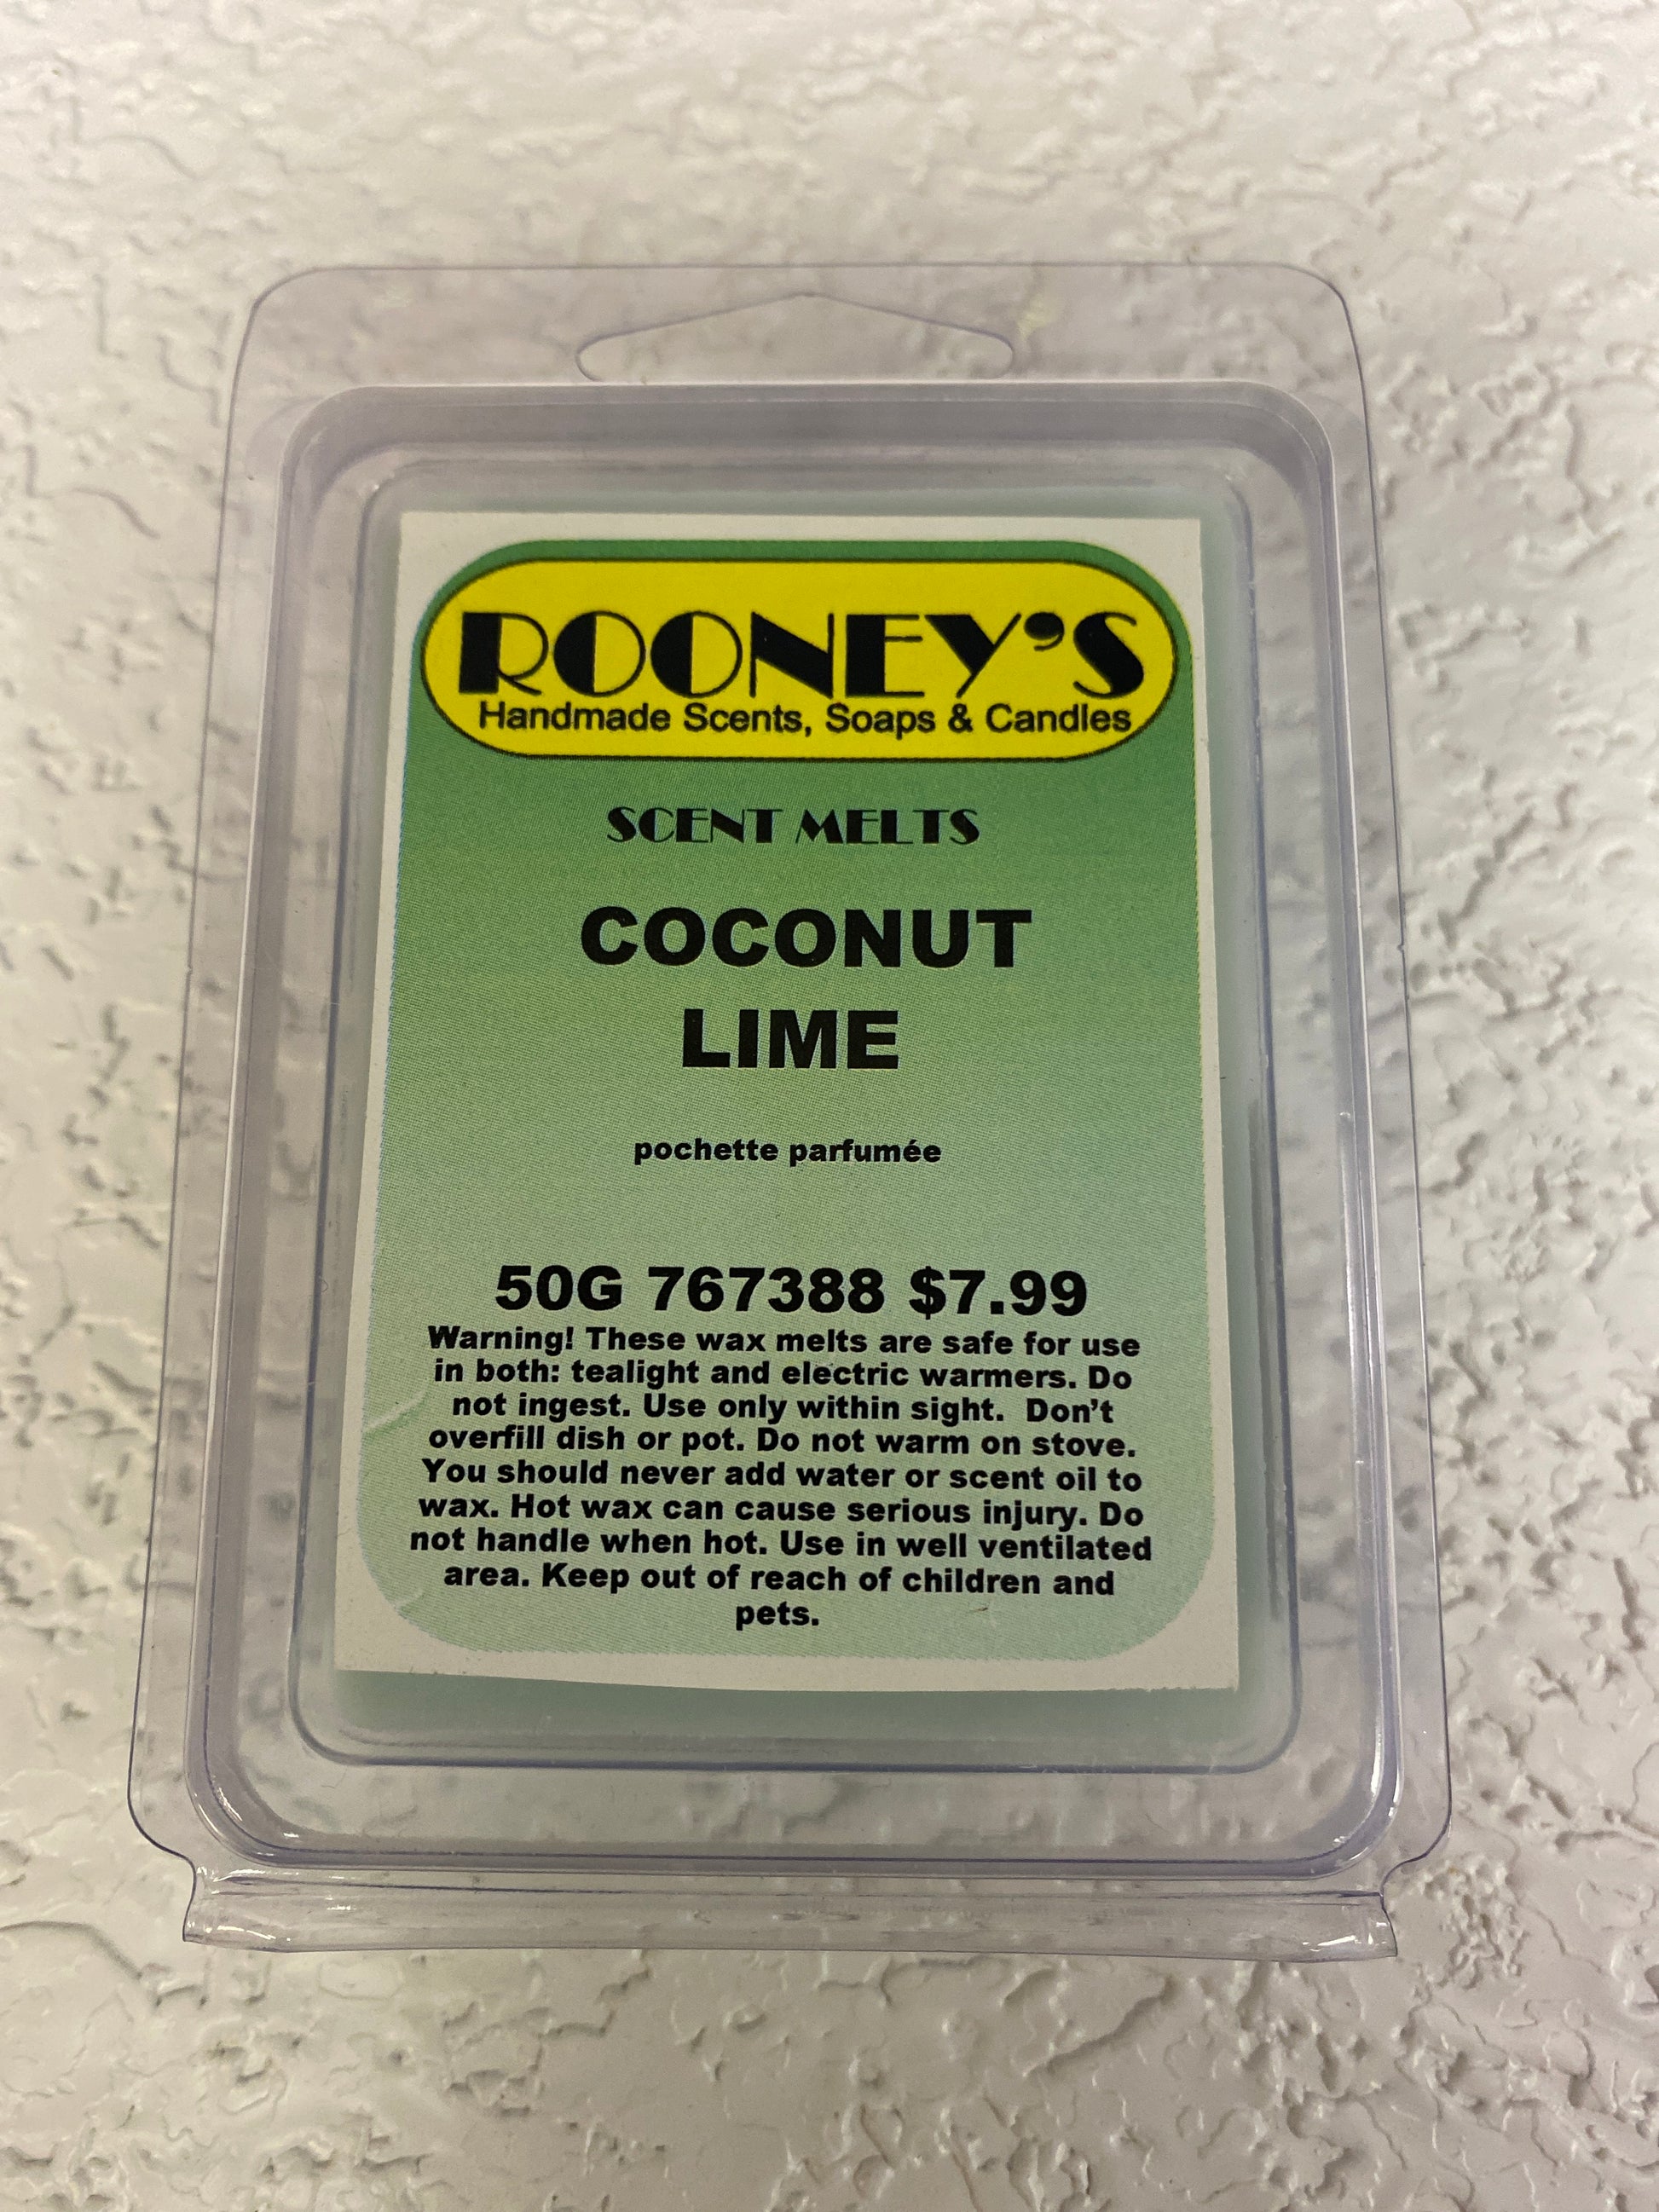 ROONEY'S
Handmade Scents, Soaps & Candles
SCENT MELTS
COCONUT
LIME
pochette parfumée
50G 767388 $7.99
Warning! These wax melts are safe for use
in both: tealight and electric warmers. Do
not ingest. Use only within sight.  Don't
overfill dish or pot. Do not warm on stove.
You should never add water or scent oil to
wax. Hot wax can cause serious injury. Do
not handle when hot. Use in well ventilated
area. Keep out of reach of children and
pets.